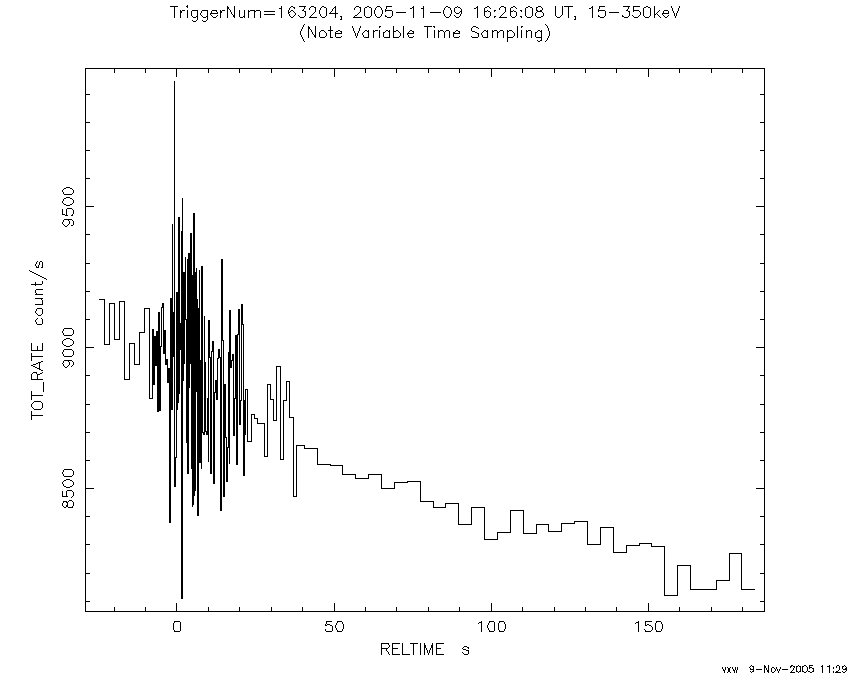 TriggerNum=163204, 2005-11-09 16:26:08 UT, 15-350keV
(Note Variable Time Sampling)
TOT_RATE count/s
9500
9000
8500
0 50 100 150
RELTIME s
vxw 9-Nov-2005 11:29